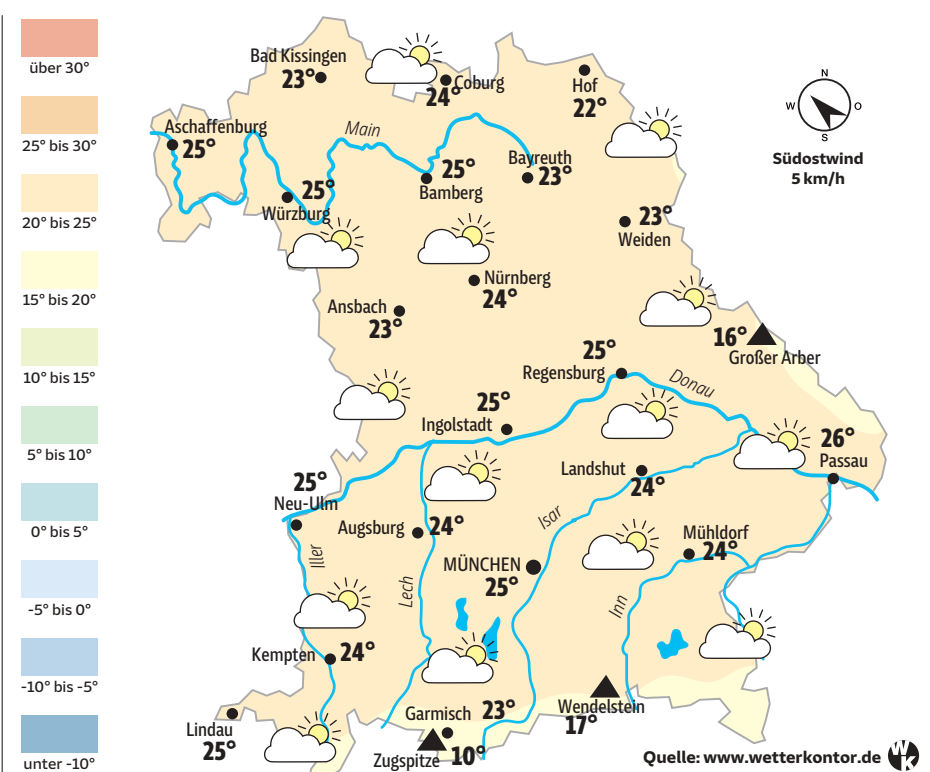 über 30°
25° bis 30°
20° bis 25°
15° bis 20°
10° bis 15°
5° bis 10°
0° bis 5°
-5° bis 0°
-10° bis -5°
unter -10°
Bad Kissingen
23°
Coburg
24°
Hof
22°
N
W
O
S
Südostwind
5 km/h
Aschaffenburg
25°
Main
25°
Würzburg
25°
Bamberg
Bayreuth
23°
23°
Weiden
Nürnberg
24°
Ansbach
23°
16°
Großer Arber
25°
Regensburg
Donau
25°
Ingolstadt
26°
Passau
Landshut
24°
25°
Neu-Ulm
Augsburg
24°
Isar
Mühldorf
24°
Iller
Lech
MÜNCHEN
25°
Inn
Kempten
24°
Lindau
25°
Garmisch
23°
Zugspitze
10°
Wendelstein
17°
Quelle: www.wetterkontor.de
WK